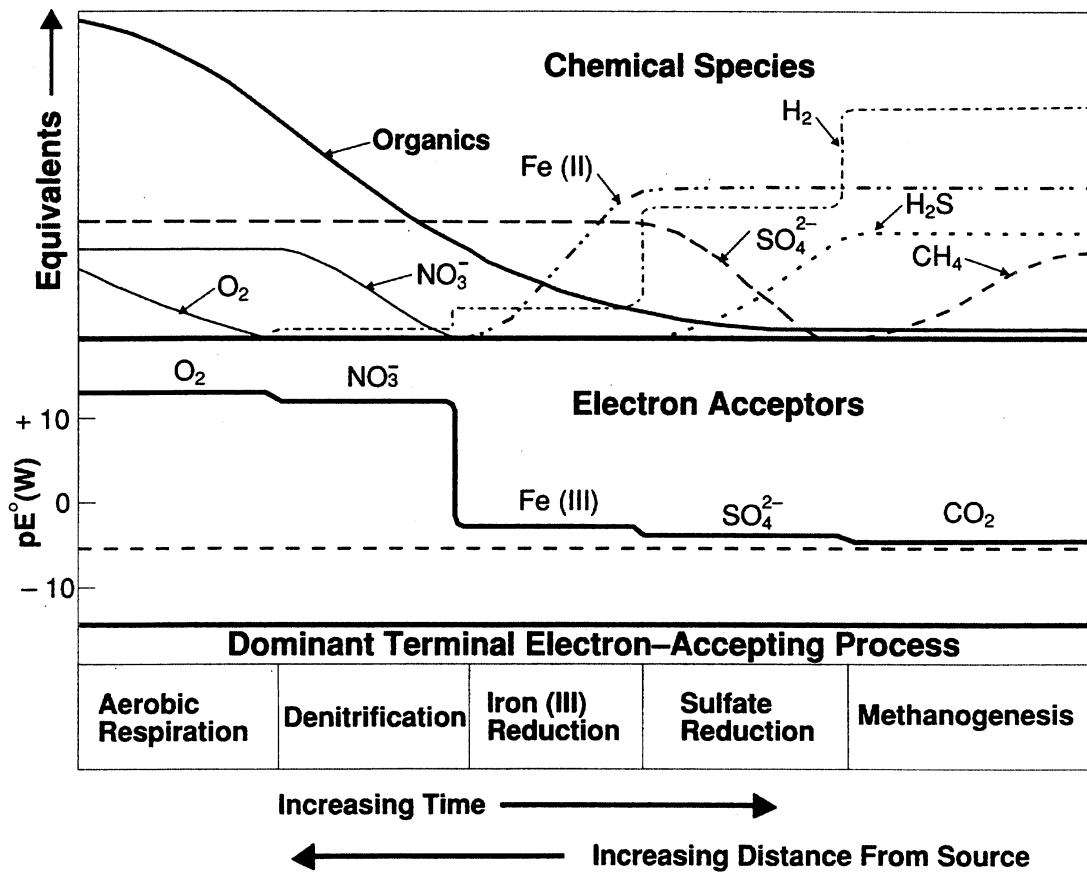 Equivalents
Chemical Species
H₂
Organics
Fe (II)
H₂S
SO₄²⁻
CH₄
NO₃⁻
O₂
O₂
NO₃⁻
Electron Acceptors
+ 10
pE°(W)
0
Fe (III)
SO₄²⁻
CO₂
– 10
Dominant Terminal Electron–Accepting Process
Aerobic
Respiration
Denitrification
Iron (III)
Reduction
Sulfate
Reduction
Methanogenesis
Increasing Time
Increasing Distance From Source